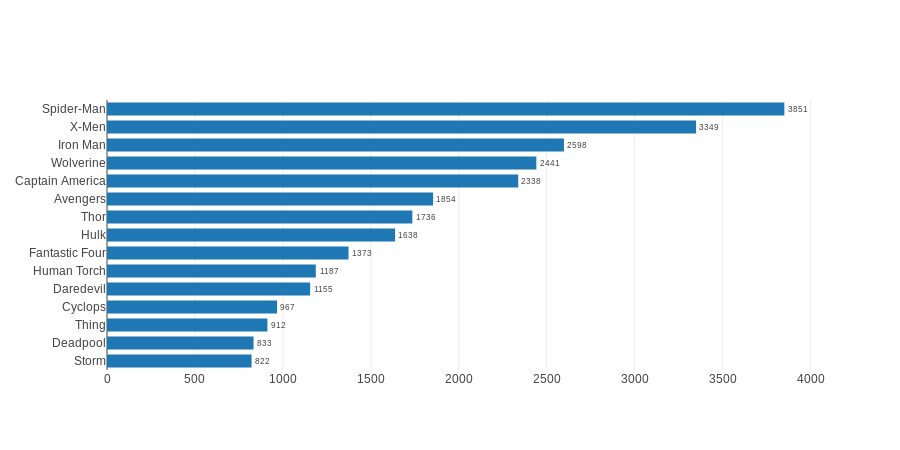 Spider-Man 3851
X-Men 3349
Iron Man 2598
Wolverine 2441
Captain America 2338
Avengers 1854
Thor 1736
Hulk 1638
Fantastic Four 1373
Human Torch 1187
Daredevil 1155
Cyclops 967
Thing 912
Deadpool 833
Storm 822
0 500 1000 1500 2000 2500 3000 3500 4000